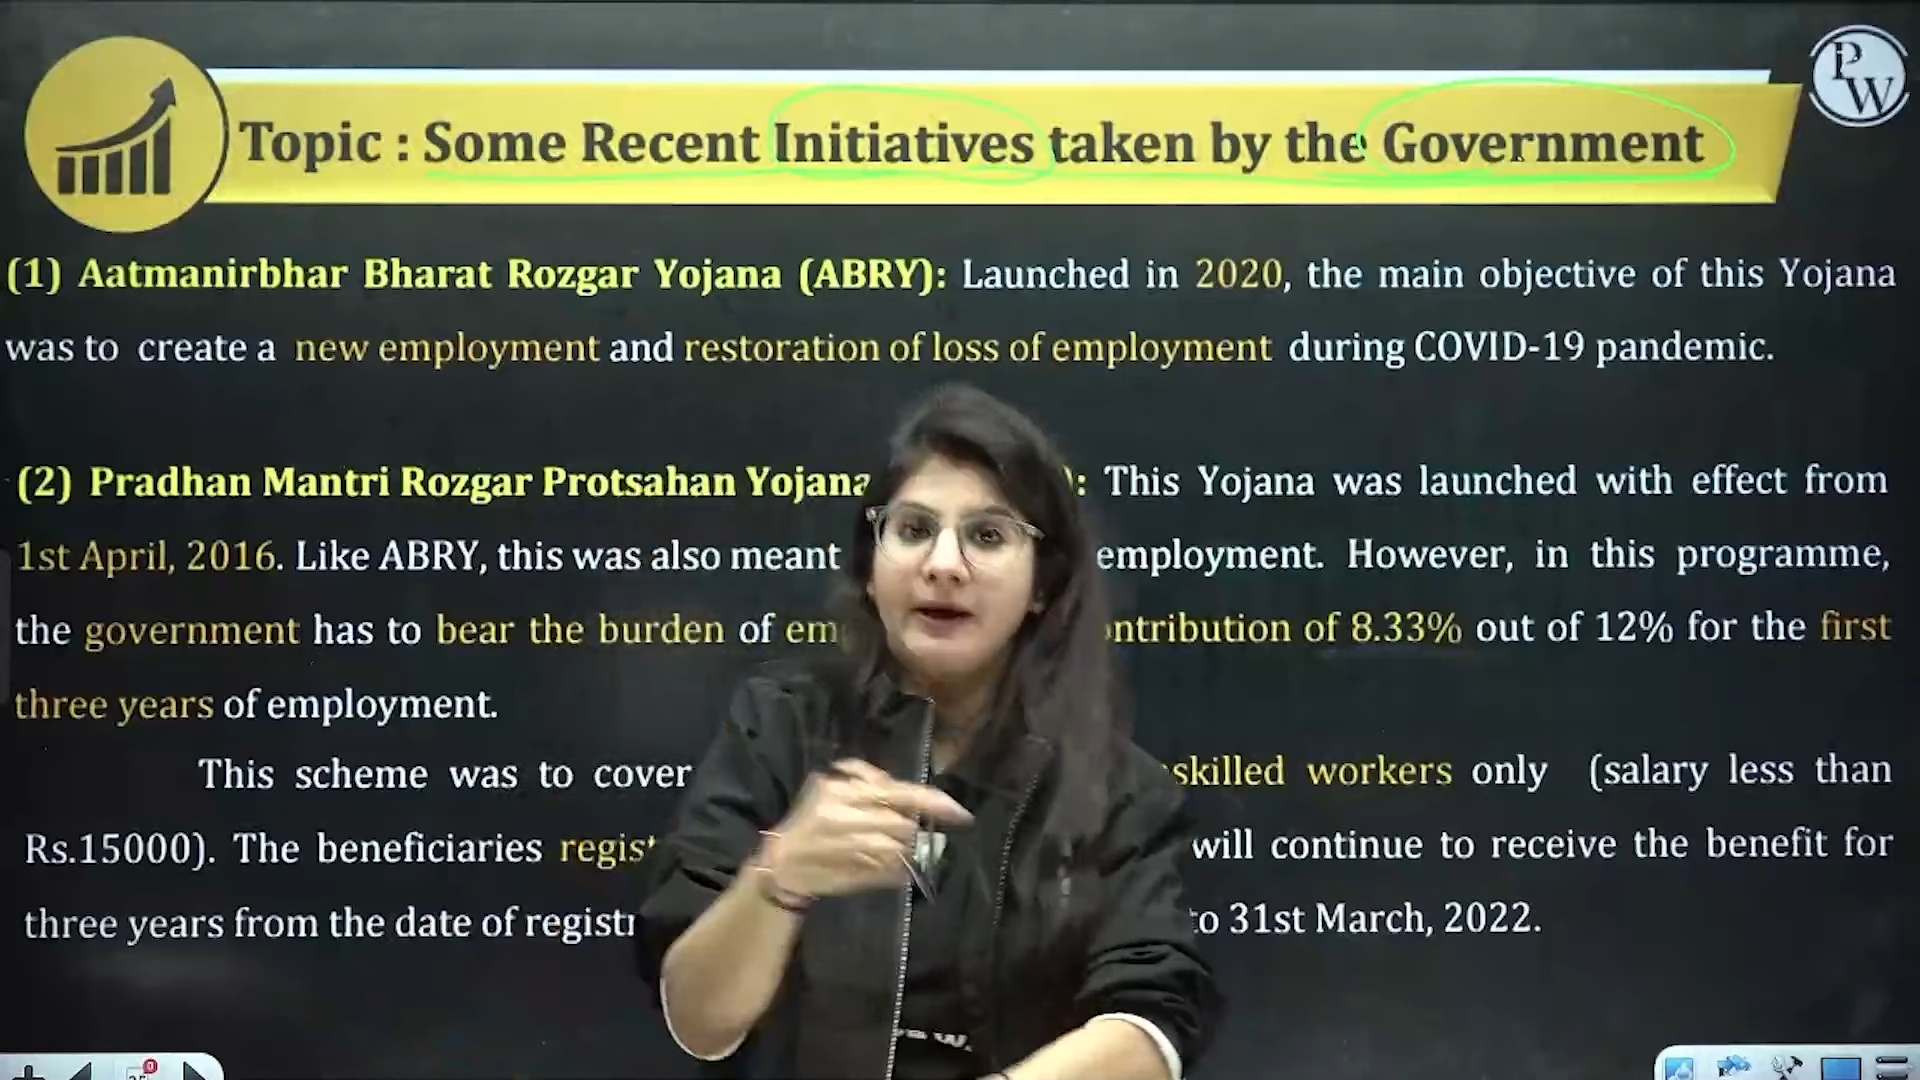 P
W
Topic : Some Recent Initiatives taken by the Government
(1) Aatmanirbhar Bharat Rozgar Yojana (ABRY): Launched in 2020, the main objective of this Yojana
was to create a new employment and restoration of loss of employment during COVID-19 pandemic.
(2) Pradhan Mantri Rozgar Protsahan Yojana ): This Yojana was launched with effect from
1st April, 2016. Like ABRY, this was also meant employment. However, in this programme,
the government has to bear the burden of contribution of 8.33% out of 12% for the first
three years of employment.
This scheme was to cover skilled workers only (salary less than
Rs.15000). The beneficiaries will continue to receive the benefit for
three years from the date of to 31st March, 2022.